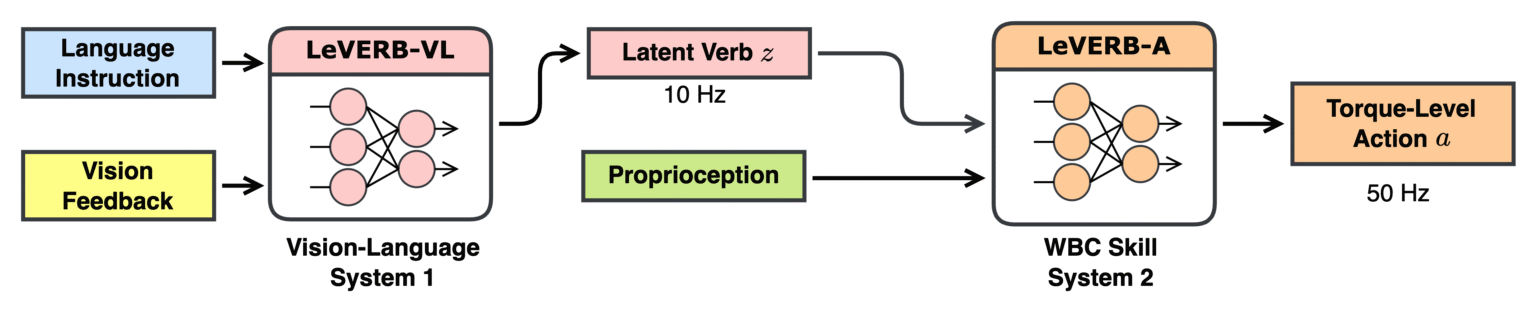 Language
Instruction
Vision
Feedback
LeVERB-VL
Vision-Language
System 1
Latent Verb z
10 Hz
Proprioception
LeVERB-A
WBC Skill
System 2
Torque-Level
Action a
50 Hz